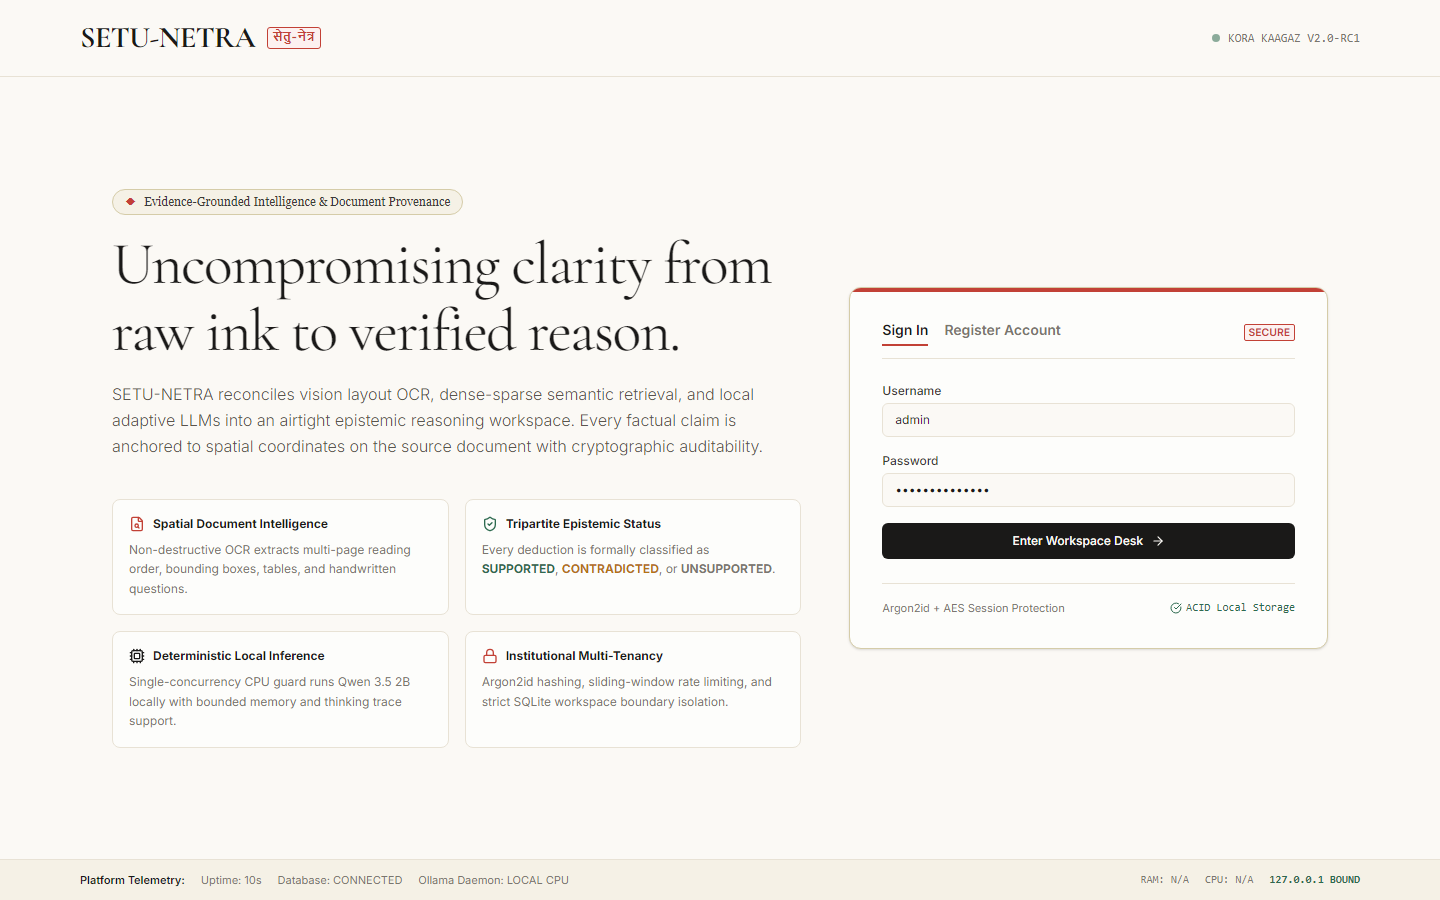 SETU-NETRA सेतु-नेत्र
KORA KAAGAZ V2.0-RC1
Evidence-Grounded Intelligence & Document Provenance
Uncompromising clarity from
raw ink to verified reason.
SETU-NETRA reconciles vision layout OCR, dense-sparse semantic retrieval, and local
adaptive LLMs into an airtight epistemic reasoning workspace. Every factual claim is
anchored to spatial coordinates on the source document with cryptographic auditability.
Spatial Document Intelligence
Non-destructive OCR extracts multi-page reading
order, bounding boxes, tables, and handwritten
questions.
Tripartite Epistemic Status
Every deduction is formally classified as
SUPPORTED, CONTRADICTED, or UNSUPPORTED.
Deterministic Local Inference
Single-concurrency CPU guard runs Qwen 3.5 2B
locally with bounded memory and thinking trace
support.
Institutional Multi-Tenancy
Argon2id hashing, sliding-window rate limiting, and
strict SQLite workspace boundary isolation.
Sign In Register Account SECURE
Username
admin
Password
••••••••••••••
Enter Workspace Desk →
Argon2id + AES Session Protection ACID Local Storage
Platform Telemetry: Uptime: 10s Database: CONNECTED Ollama Daemon: LOCAL CPU
RAM: N/A CPU: N/A 127.0.0.1 BOUND